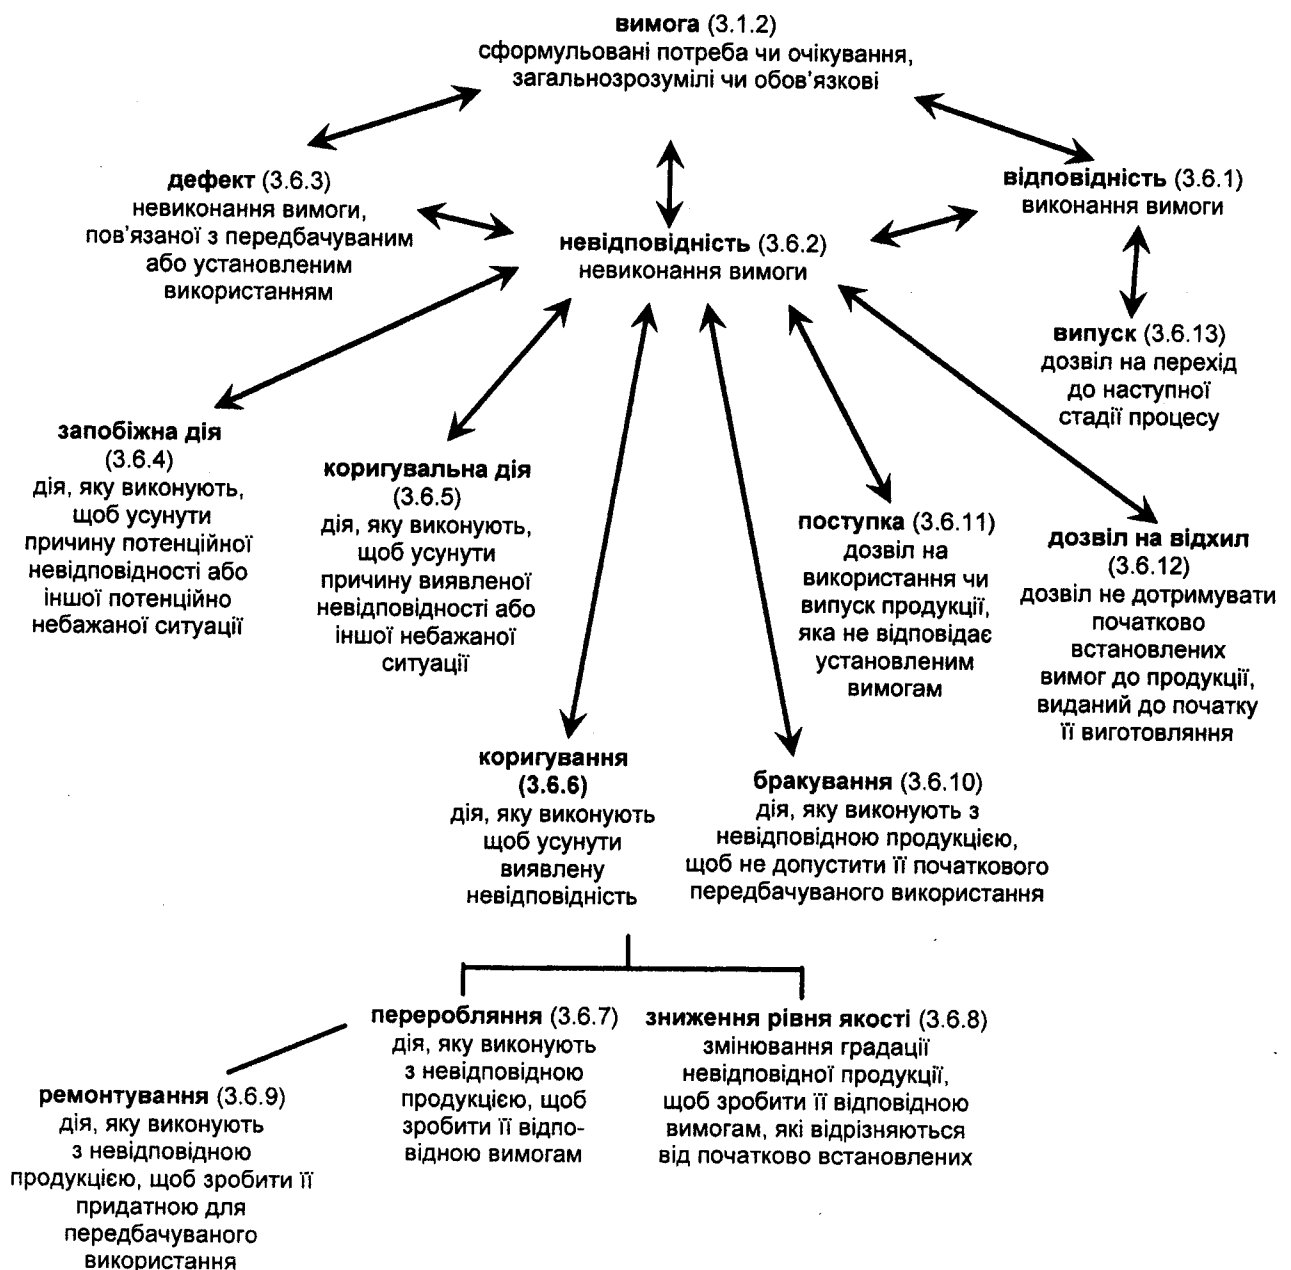 вимога (3.1.2)
сформульовані потреба чи очікування,
загальнозрозумілі чи обов’язкові
дефект (3.6.3)
невиконання вимоги,
пов’язаної з передбачуваним
або установленим
використанням
невідповідність (3.6.2)
невиконання вимоги
відповідність (3.6.1)
виконання вимоги
випуск (3.6.13)
дозвіл на перехід
до наступної
стадії процесу
запобіжна дія
(3.6.4)
дія, яку виконують,
щоб усунути
причину потенційної
невідповідності або
іншої потенційно
небажаної ситуації
коригувальна дія
(3.6.5)
дія, яку виконують,
щоб усунути
причину виявленої
невідповідності або
іншої небажаної
ситуації
поступка (3.6.11)
дозвіл на
використання чи
випуск продукції,
яка не відповідає
установленим
вимогам
дозвіл на відхил
(3.6.12)
дозвіл не дотримувати
початково
встановлених
вимог до продукції,
виданий до початку
її виготовляння
коригування
(3.6.6)
дія, яку виконують
щоб усунути
виявлену
невідповідність
бракування (3.6.10)
дія, яку виконують з
невідповідною продукцією,
щоб не допустити її початкового
передбачуваного використання
переробляння (3.6.7)
дія, яку виконують
з невідповідною
продукцією, щоб
зробити її відпо-
відною вимогам
зниження рівня якості (3.6.8)
змінювання градації
невідповідної продукції,
щоб зробити її відповідною
вимогам, які відрізняються
від початково встановлених
ремонтування (3.6.9)
дія, яку виконують
з невідповідною
продукцією, щоб зробити її
придатною для
передбачуваного
використання